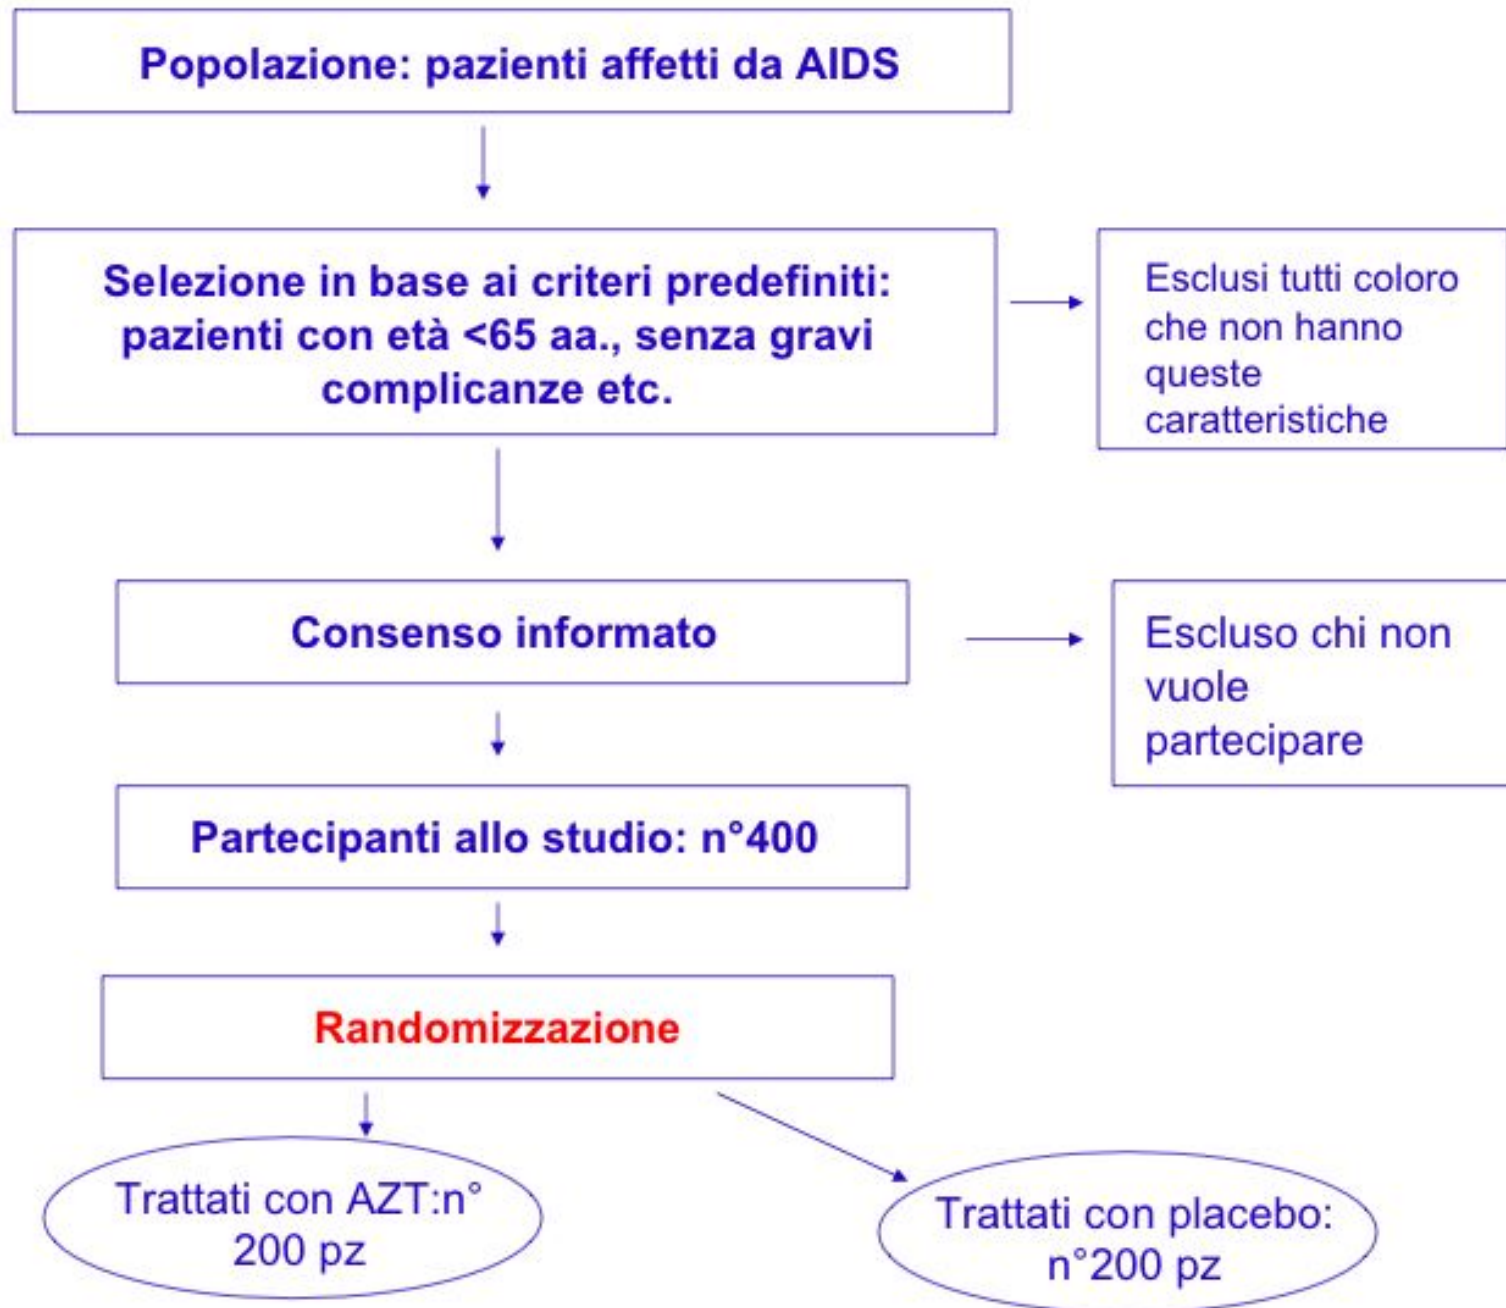 Popolazione: pazienti affetti da AIDS
Selezione in base ai criteri predefiniti:
pazienti con età <65 aa., senza gravi
complicanze etc.
Esclusi tutti coloro
che non hanno
queste
caratteristiche
Consenso informato
Escluso chi non
vuole
partecipare
Partecipanti allo studio: n°400
Randomizzazione
Trattati con AZT:n°
200 pz
Trattati con placebo:
n°200 pz